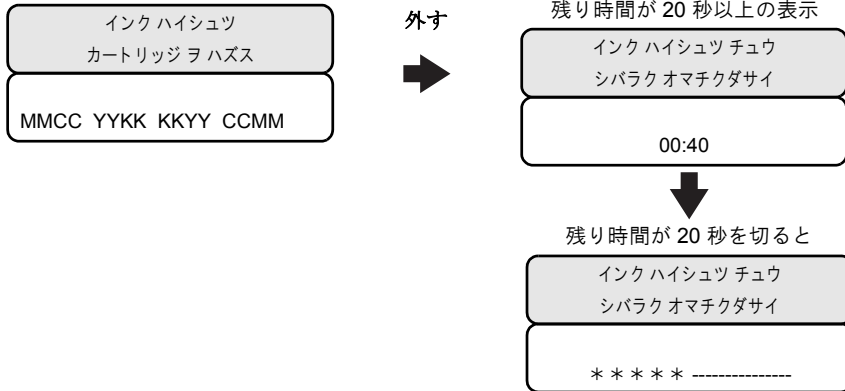 インク ハイシュツ
カートリッジ ヲ ハズス
MMCC YYKK KKYY CCMM
外す
残り時間が 20 秒以上の表示
インク ハイシュツ チュウ
シバラク オマチクダサイ
00:40
残り時間が 20 秒を切ると
インク ハイシュツ チュウ
シバラク オマチクダサイ
＊＊＊＊＊ ---------------